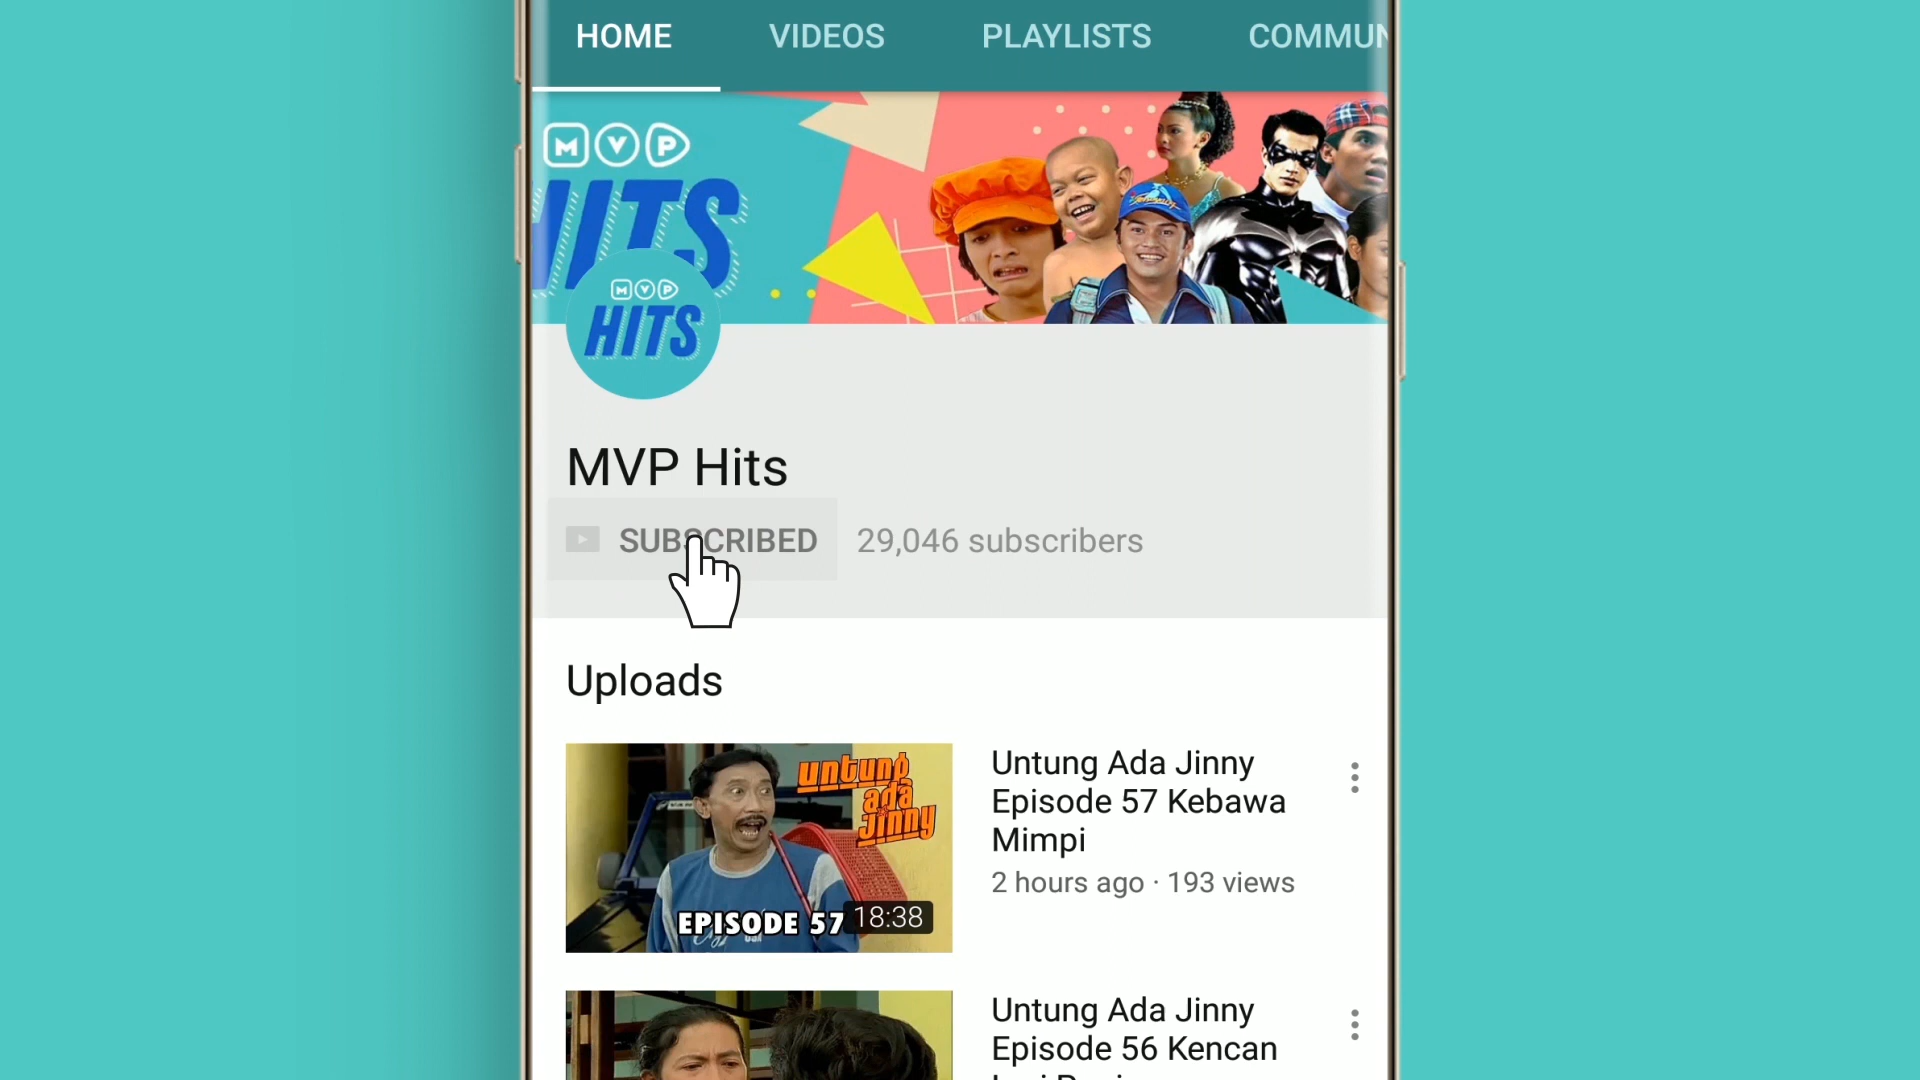 HOME VIDEOS PLAYLISTS COMMUN
MVP
HITS
MVP
HITS
MVP Hits
SUBSCRIBED 29,046 subscribers
Uploads
untung
ada
jinny
EPISODE 57 18:38
Untung Ada Jinny
Episode 57 Kebawa
Mimpi
2 hours ago · 193 views
Untung Ada Jinny
Episode 56 Kencan